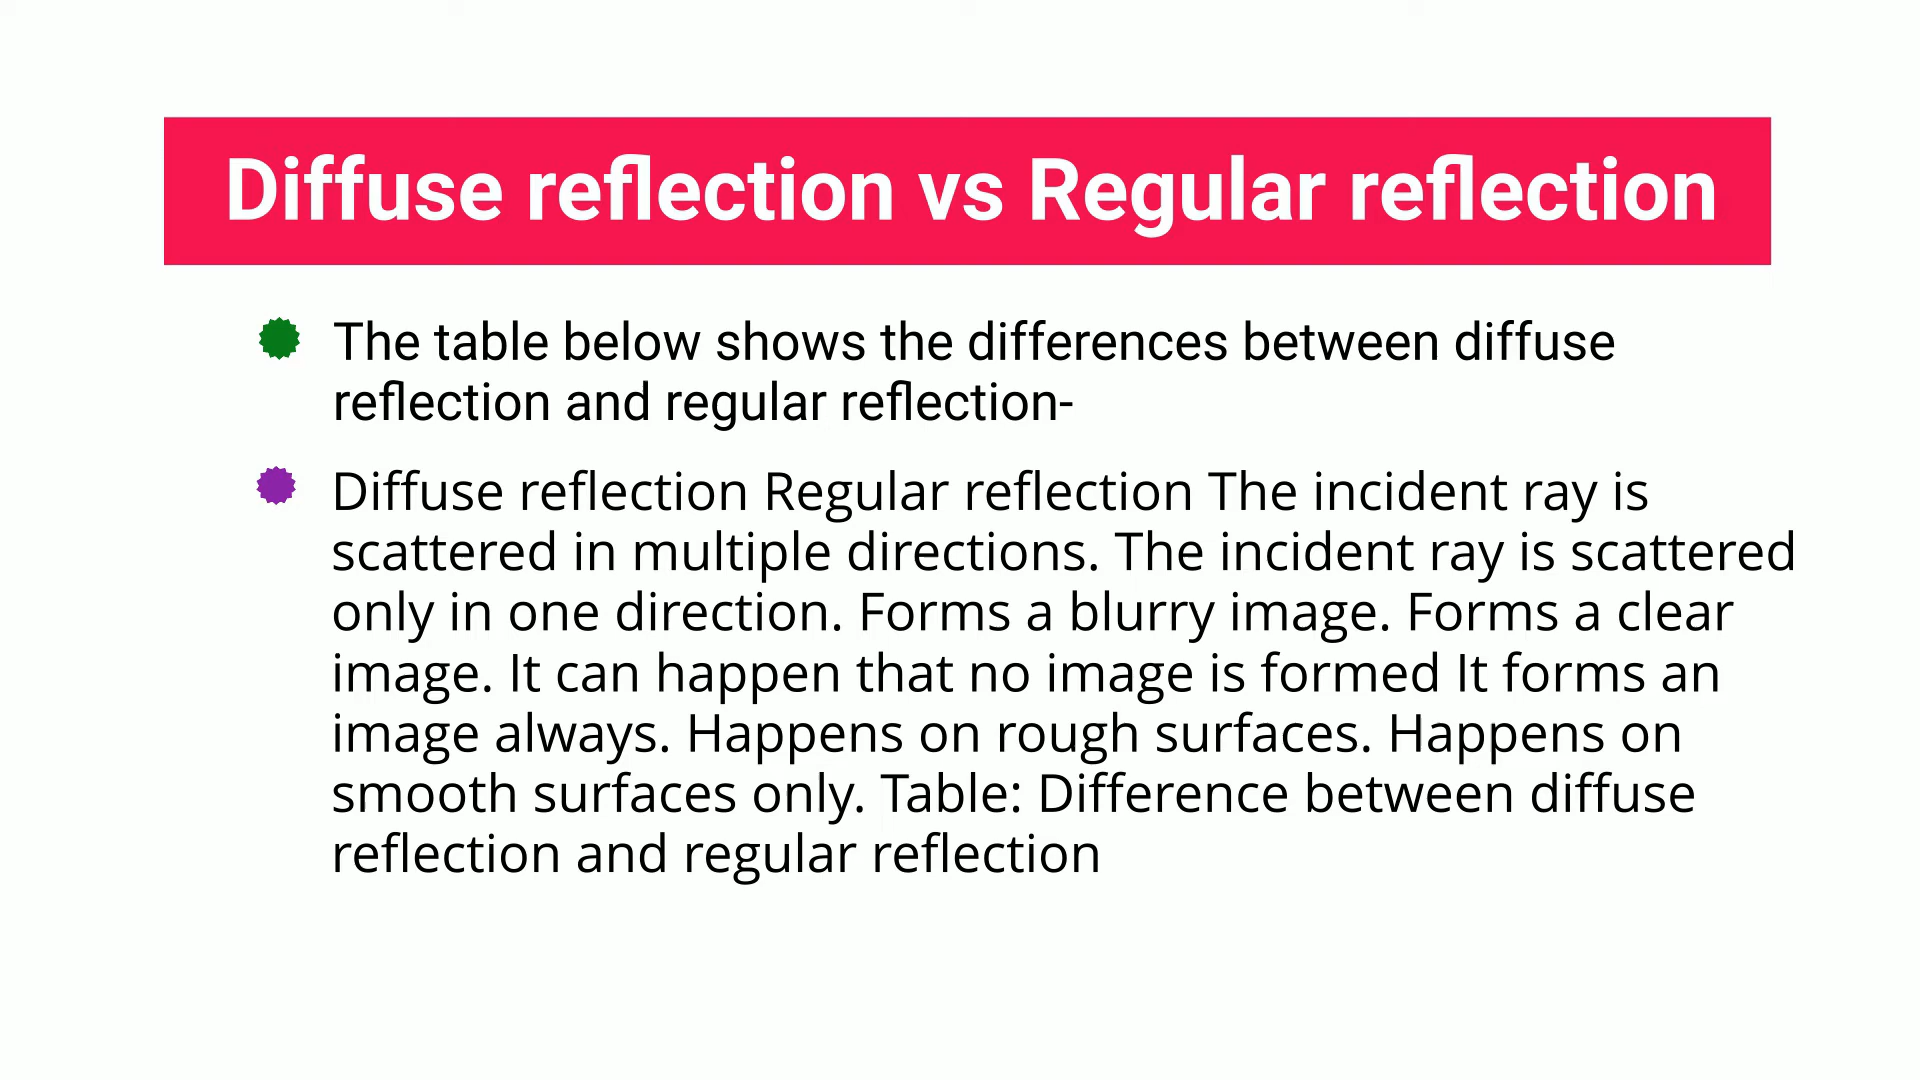 Diffuse reflection vs Regular reflection
The table below shows the differences between diffuse
reflection and regular reflection-
Diffuse reflection Regular reflection The incident ray is
scattered in multiple directions. The incident ray is scattered
only in one direction. Forms a blurry image. Forms a clear
image. It can happen that no image is formed It forms an
image always. Happens on rough surfaces. Happens on
smooth surfaces only. Table: Difference between diffuse
reflection and regular reflection